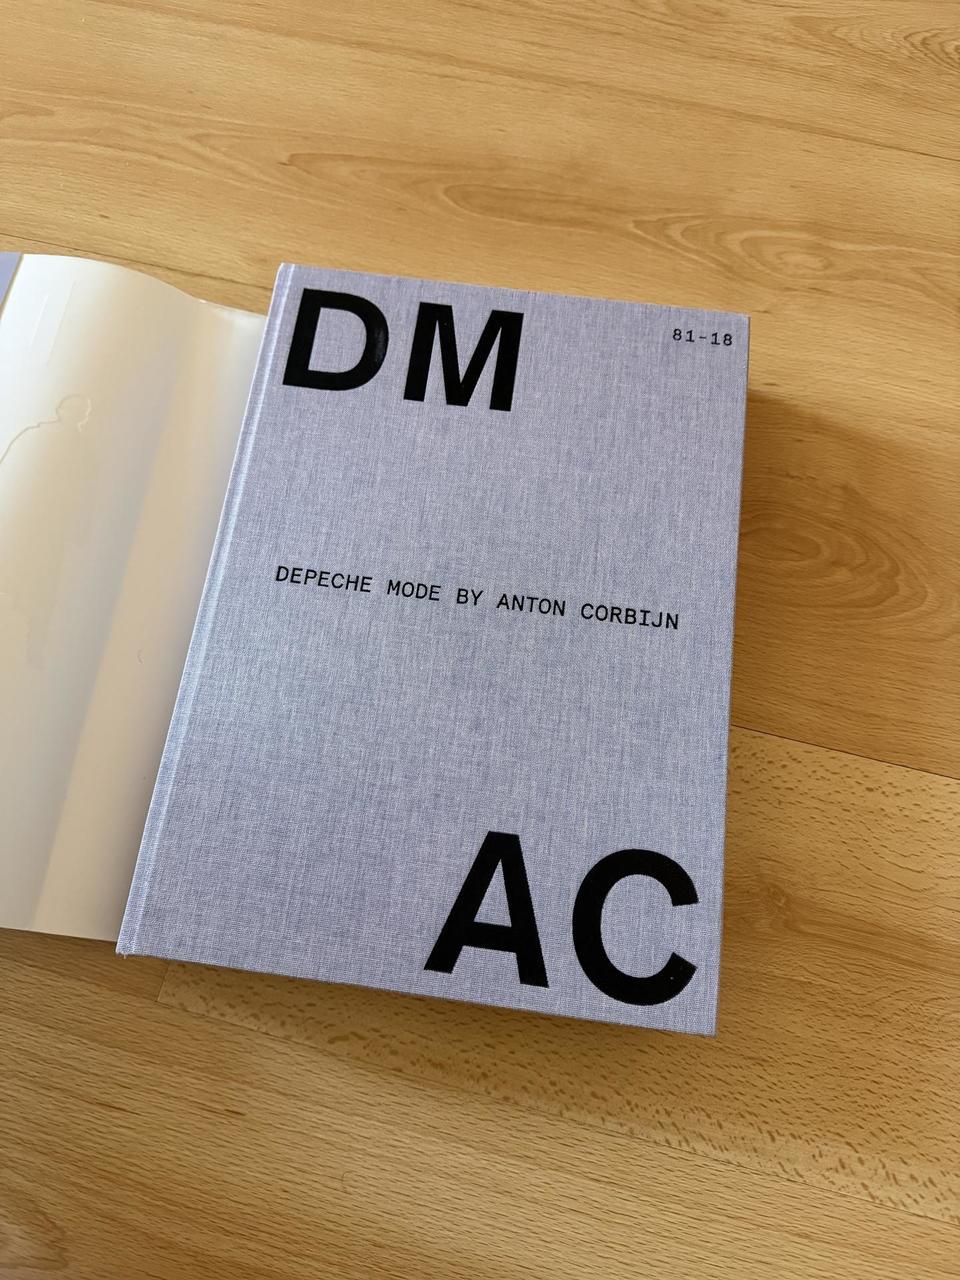 DM
81-18
DEPECHE MODE BY ANTON CORBIJN
AC